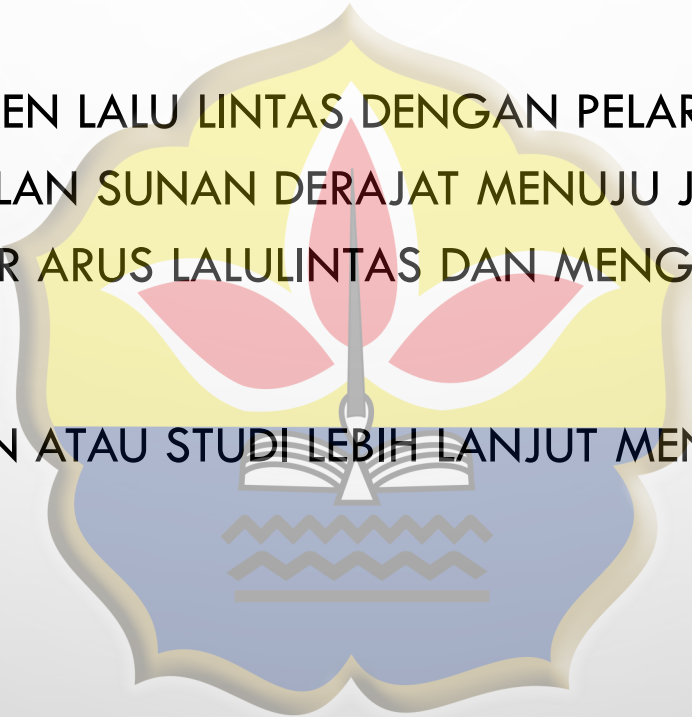 EN LALU LINTAS DENGAN PELAR
LAN SUNAN DERAJAT MENUJU J
R ARUS LALULINTAS DAN MENG
N ATAU STUDI LEBIH LANJUT MEN